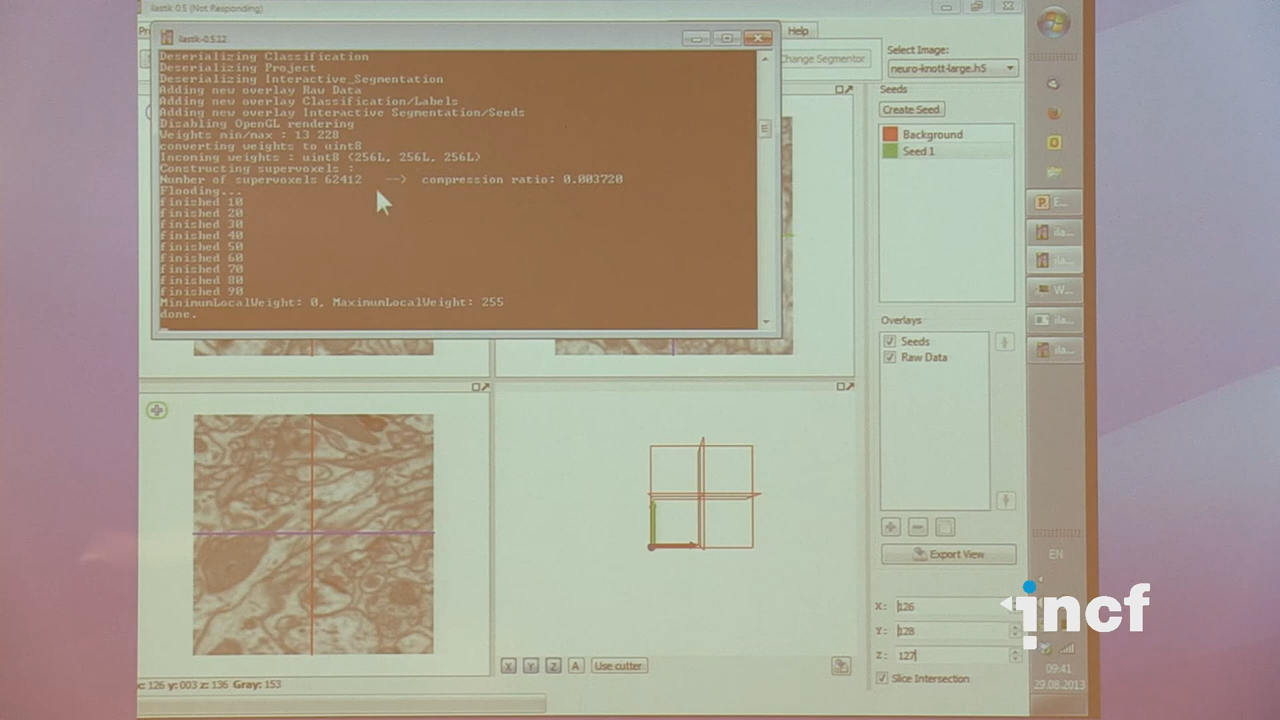 ilastik 0.5 (Not Responding)
ilastik-0.5.12
Help
Change Segmentor
Select Image:
neuro-knott-large.h5
Deserializing Classification
Deserializing Project
Deserializing Interactive_Segmentation
Adding new overlay Raw Data
Adding new overlay Classification/Labels
Adding new overlay Interactive Segmentation/Seeds
Disabling OpenGL rendering
Weights min/max : 13 228
converting weights to uint8
Incoming weights : uint8 (256L, 256L, 256L)
Constructing supervoxels :
Number of supervoxels 62412 --> compression ratio: 0.003720
Flooding...
finished 10
finished 20
finished 30
finished 40
finished 50
finished 60
finished 70
finished 80
finished 90
MinimumLocalWeight: 0, MaximumLocalWeight: 255
done.
Seeds
Create Seed
Background
Seed 1
Overlays
Seeds
Raw Data
Export View
X: 126
Y: 128
Z: 127
Slice Intersection
X Y Z A Use cutter
x: 126 y: 003 z: 136 Gray: 153
E...
ila...
ila...
W...
ila...
ila...
EN
09:41
29.08.2013
incf